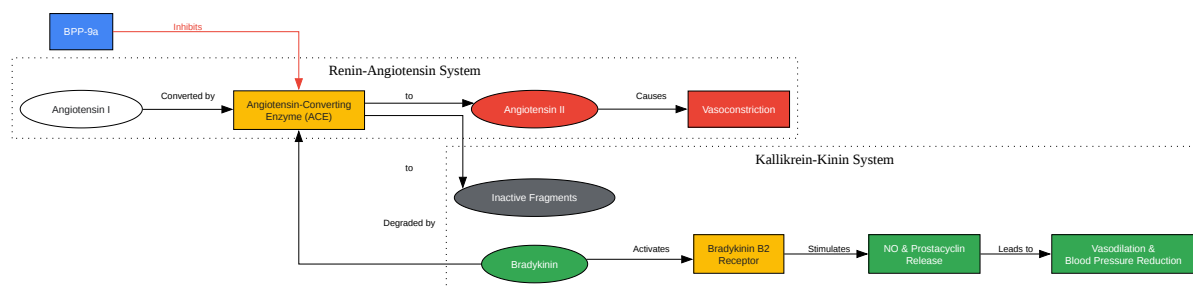 BPP-9a
Inhibits
Renin-Angiotensin System
Angiotensin I
Converted by
Angiotensin-Converting
Enzyme (ACE)
to
Angiotensin II
Causes
Vasoconstriction
Kallikrein-Kinin System
to
Inactive Fragments
Degraded by
Bradykinin
Activates
Bradykinin B2
Receptor
Stimulates
NO & Prostacyclin
Release
Leads to
Vasodilation &
Blood Pressure Reduction